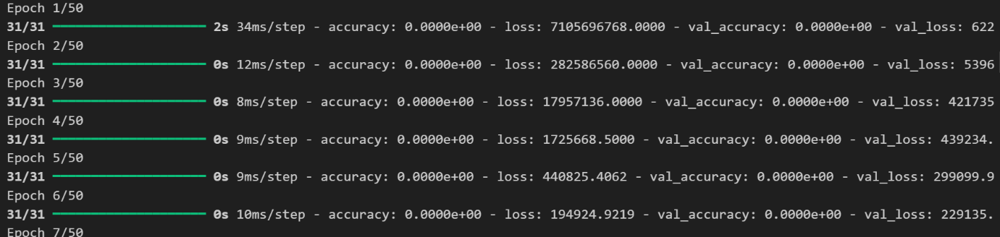 Epoch 1/50
31/31 ━━━━━━━━━━━━━━━━━━━━ 2s 34ms/step - accuracy: 0.0000e+00 - loss: 7105696768.0000 - val_accuracy: 0.0000e+00 - val_loss: 622
Epoch 2/50
31/31 ━━━━━━━━━━━━━━━━━━━━ 0s 12ms/step - accuracy: 0.0000e+00 - loss: 282586560.0000 - val_accuracy: 0.0000e+00 - val_loss: 5396
Epoch 3/50
31/31 ━━━━━━━━━━━━━━━━━━━━ 0s 8ms/step - accuracy: 0.0000e+00 - loss: 17957136.0000 - val_accuracy: 0.0000e+00 - val_loss: 421735
Epoch 4/50
31/31 ━━━━━━━━━━━━━━━━━━━━ 0s 9ms/step - accuracy: 0.0000e+00 - loss: 1725668.5000 - val_accuracy: 0.0000e+00 - val_loss: 439234.
Epoch 5/50
31/31 ━━━━━━━━━━━━━━━━━━━━ 0s 9ms/step - accuracy: 0.0000e+00 - loss: 440825.4062 - val_accuracy: 0.0000e+00 - val_loss: 299099.9
Epoch 6/50
31/31 ━━━━━━━━━━━━━━━━━━━━ 0s 10ms/step - accuracy: 0.0000e+00 - loss: 194924.9219 - val_accuracy: 0.0000e+00 - val_loss: 229135.
Epoch 7/50